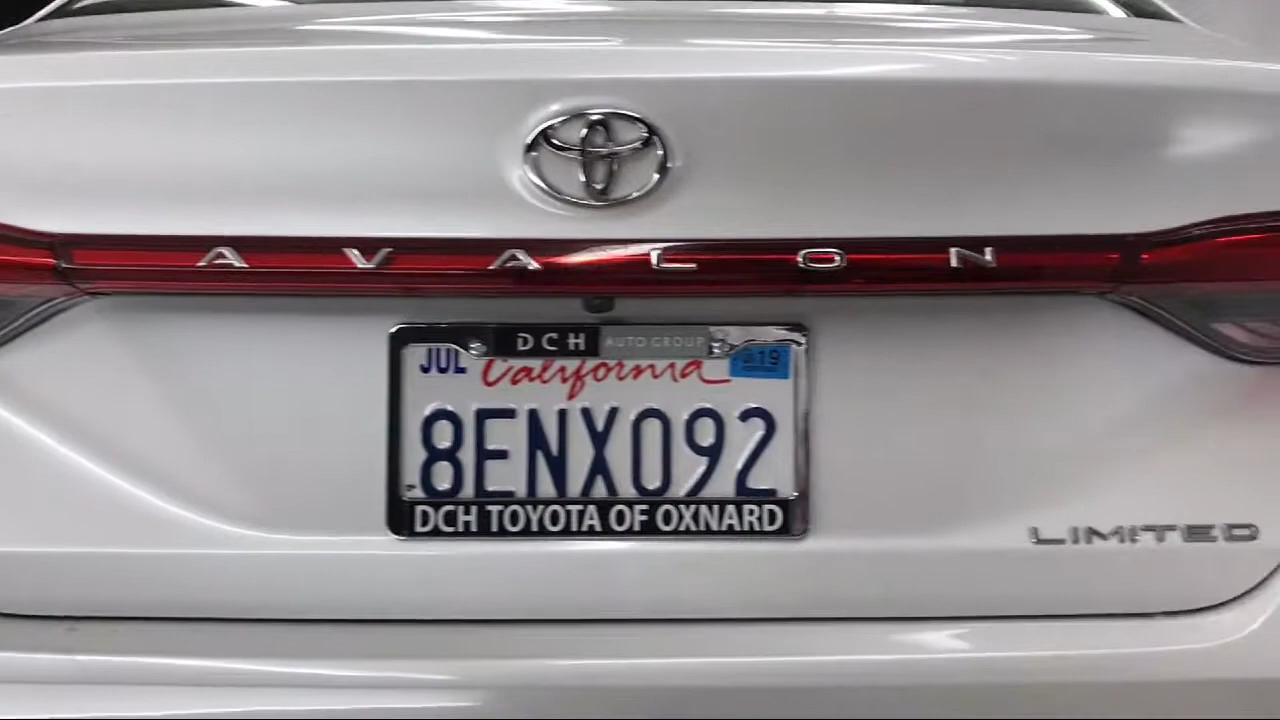 AVALON
DCH AUTO GROUP
JUL California 19
8ENX092
DCH TOYOTA OF OXNARD
LIMITED